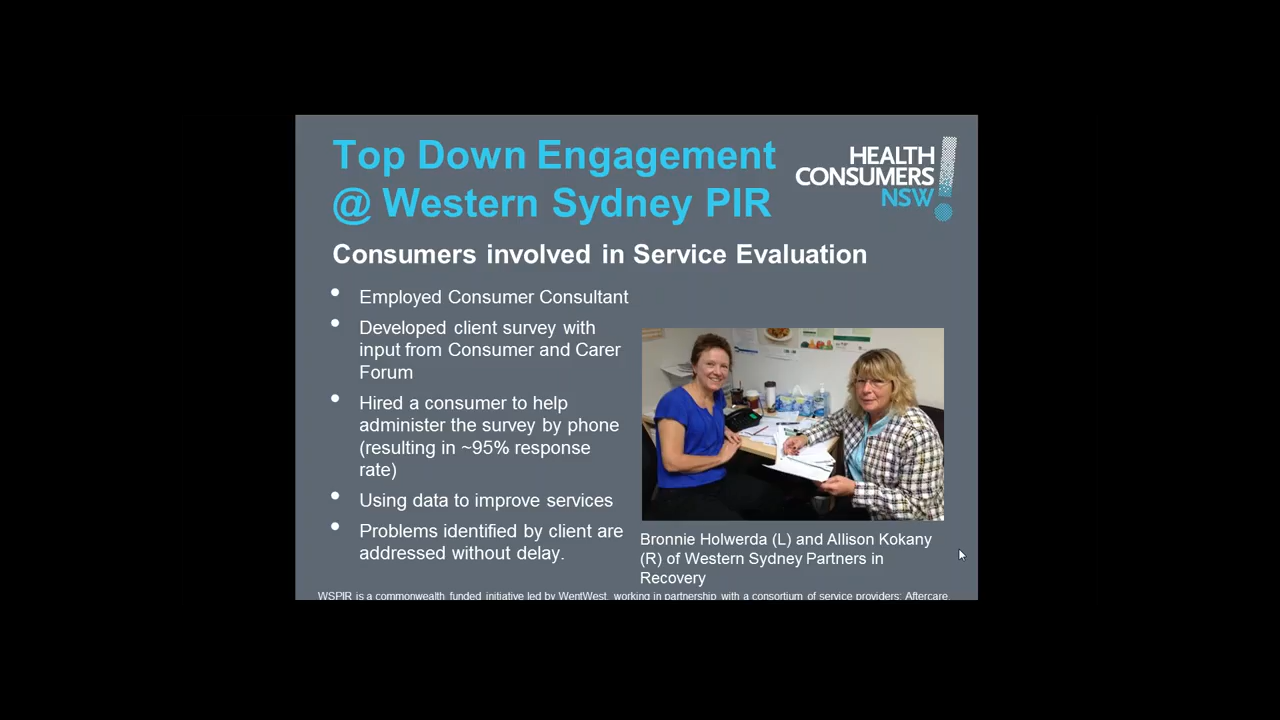 Top Down Engagement
@ Western Sydney PIR
HEALTH
CONSUMERS
NSW
Consumers involved in Service Evaluation
• Employed Consumer Consultant
• Developed client survey with
input from Consumer and Carer
Forum
• Hired a consumer to help
administer the survey by phone
(resulting in ~95% response
rate)
• Using data to improve services
• Problems identified by client are
addressed without delay.
Bronnie Holwerda (L) and Allison Kokany
(R) of Western Sydney Partners in
Recovery
WSPIR is a commonwealth funded initiative led by WentWest, working in partnership with a consortium of service providers: Aftercare,